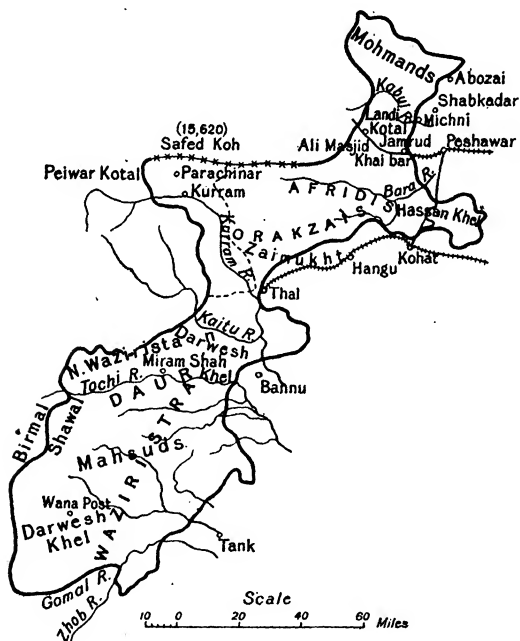 Mohmands
Abozai
Kabul R.
Shabkadar
Landi Kotal
Michni
(15,620)
Safed Koh
Ali Masjid
Jamrud
Peshawar
Khaibar
Peiwar Kotal
Parachinar
Kurram
AFRIDIS
Bara R.
Hassan Khel
ORAKZAIS
Kurram R.
Zaimukht
Hangu
Kohat
Thal
Kaitu R.
N. Waziristan
Darwesh Khel
Miram Shah
Tochi R.
DAUR
Bannu
Birmal
Shawal
WAZIRISTRAN
Mahsuds
Wana Post
Darwesh Khel
Tank
Gomal R.
Zhob R.
Scale
10 0 20 40 60 Miles